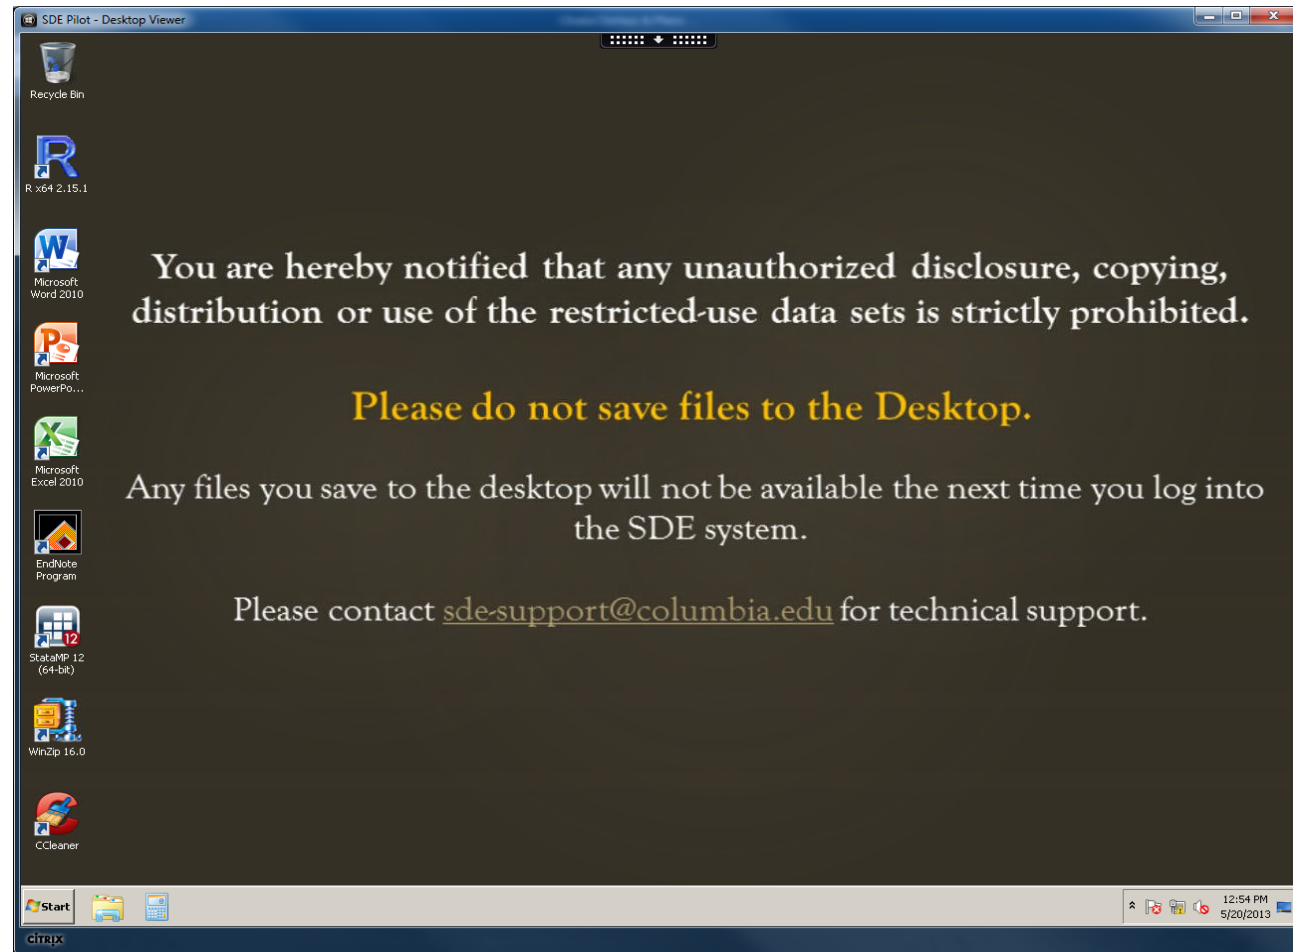 SDE Pilot - Desktop Viewer
Recycle Bin
R x64 2.15.1
Microsoft
Word 2010
Microsoft
PowerPo...
Microsoft
Excel 2010
EndNote
Program
12
StataMP 12
(64-bit)
WinZip 16.0
CCleaner
You are hereby notified that any unauthorized disclosure, copying,
distribution or use of the restricted-use data sets is strictly prohibited.
Please do not save files to the Desktop.
Any files you save to the desktop will not be available the next time you log into
the SDE system.
Please contact sde-support@columbia.edu for technical support.
Start
12:54 PM
5/20/2013
CITRIX